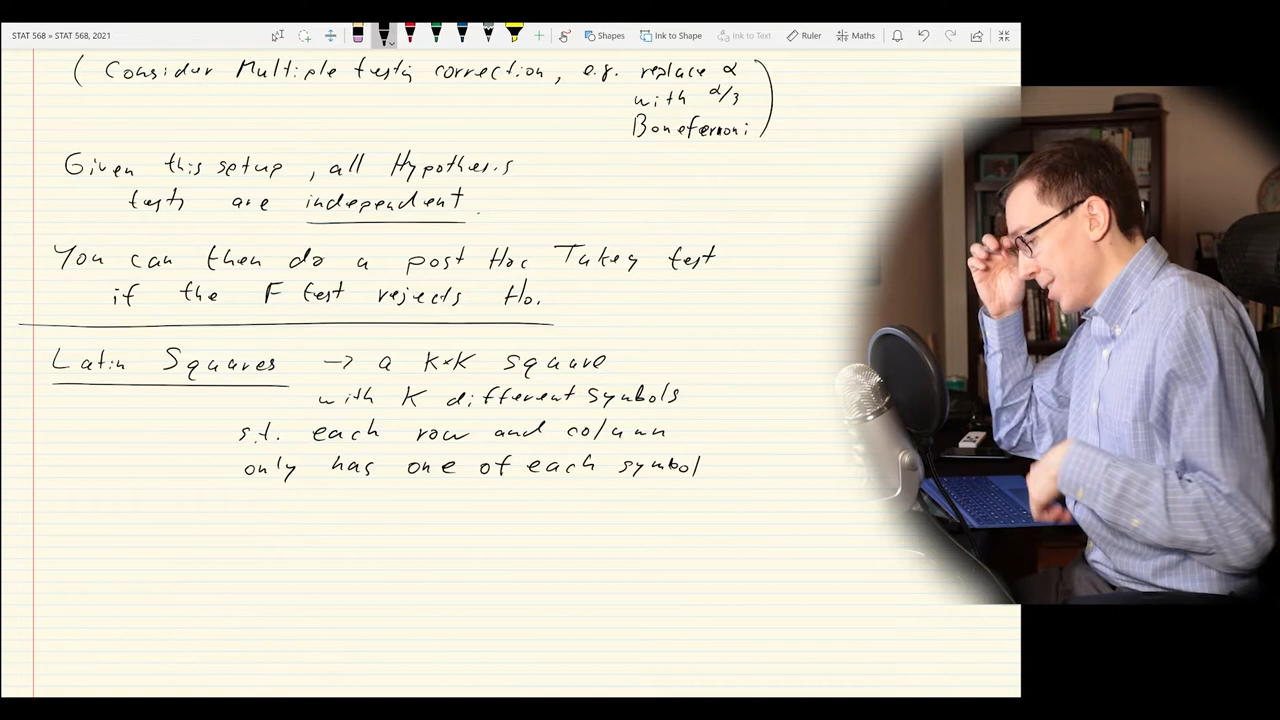 STAT 568 » STAT 568, 2021
Shapes
Ink to Shape
Ink to Text
Ruler
Maths
( Consider Multiple testing correction, e.g. replace α
with α/3
Boneferroni )
Given this setup, all Hypothesis
tests are independent.
You can then do a post Hoc Tukey test
if the F test rejects Ho.
Latin Squares → a K×K square
with K different symbols
s.t. each row and column
only has one of each symbol